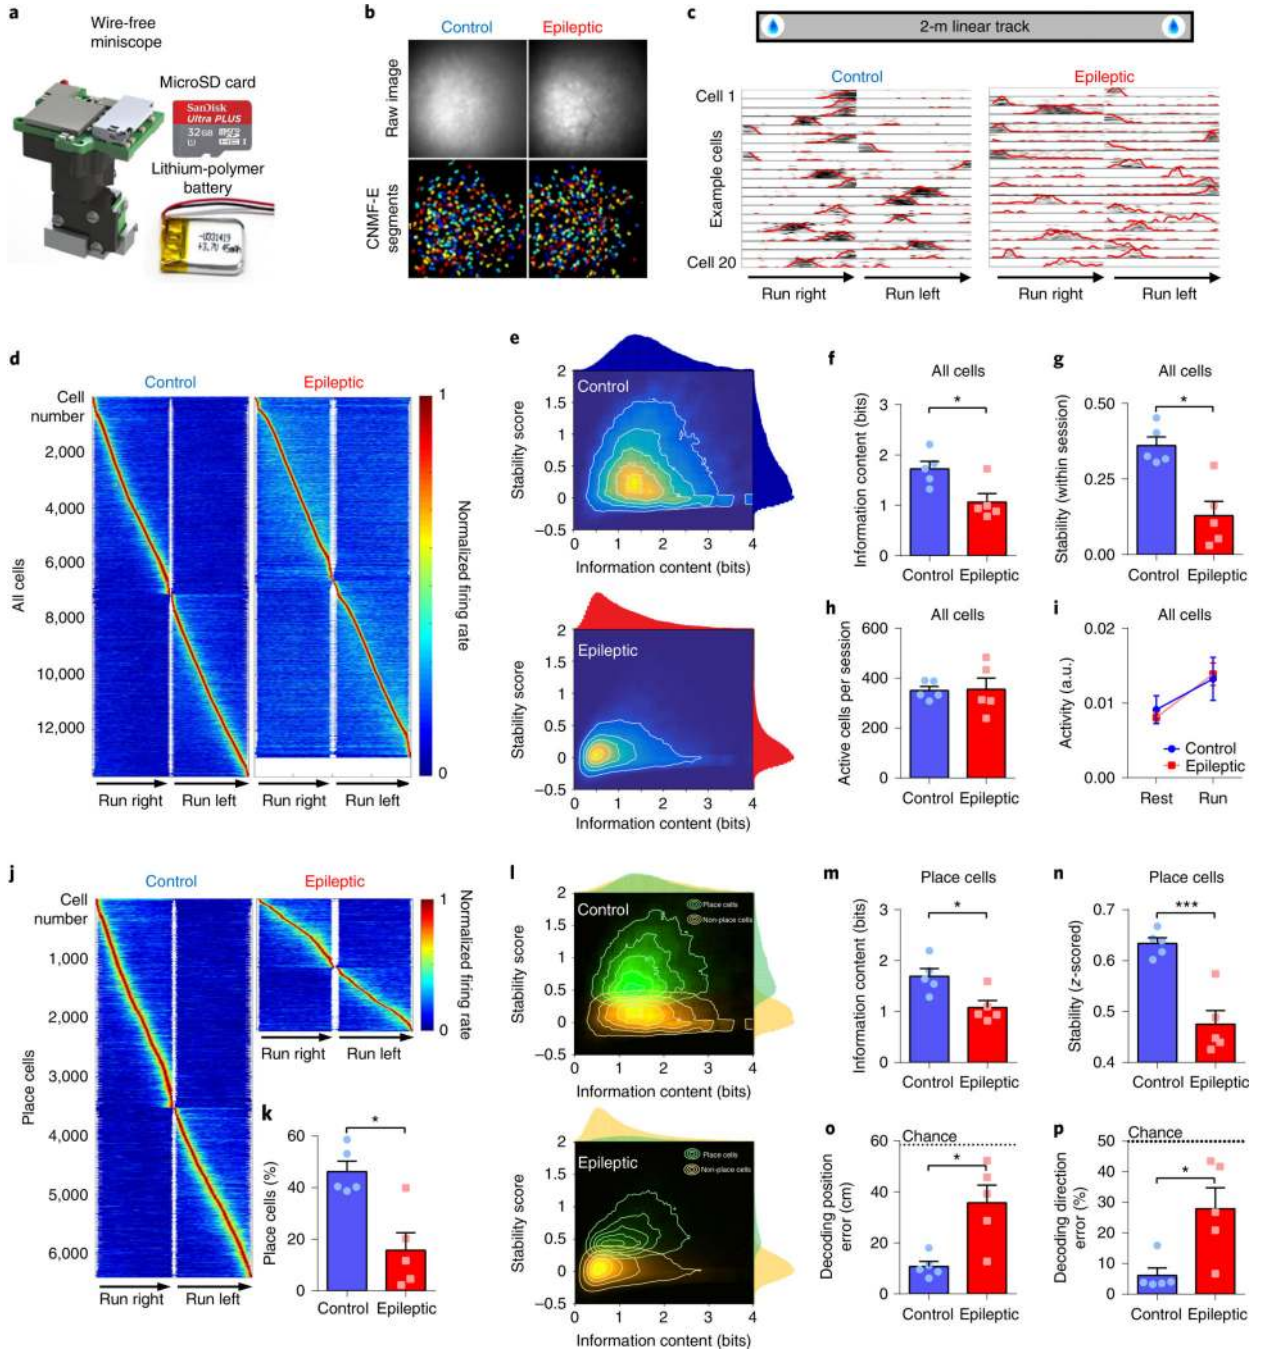 a
Wire-free
miniscope
MicroSD card
SanDisk
Ultra PLUS
32GB
Lithium-polymer
battery
+3.7V 45mAh
b
Control
Epileptic
Raw image
CNMF-E
segments
c
2-m linear track
Control
Epileptic
Cell 1
Example cells
Cell 20
Run right
Run left
Run right
Run left
d
Control
Epileptic
Cell
number
2,000
4,000
6,000
8,000
10,000
12,000
All cells
Run right
Run left
Run right
Run left
1
0
Normalized firing rate
e
Control
2
1.5
1
0.5
0
−0.5
Stability score
0
1
2
3
4
Information content (bits)
Epileptic
2
1.5
1
0.5
0
−0.5
Stability score
0
1
2
3
4
Information content (bits)
f
All cells
*
3
2
1
0
Information content (bits)
Control
Epileptic
g
All cells
*
0.50
0.25
0.00
Stability (within session)
Control
Epileptic
h
All cells
600
400
200
0
Active cells per session
Control
Epileptic
i
All cells
0.02
0.01
0.00
Activity (a.u.)
Control
Epileptic
Rest
Run
j
Control
Epileptic
Cell
number
1,000
2,000
3,000
4,000
5,000
6,000
Place cells
Run right
Run left
Run right
Run left
1
0
Normalized firing rate
k
*
60
40
20
0
Place cells (%)
Control
Epileptic
l
Control
Place cells
Non-place cells
2
1.5
1
0.5
0
−0.5
Stability score
0
1
2
3
4
Information content (bits)
Epileptic
Place cells
Non-place cells
2
1.5
1
0.5
0
−0.5
Stability score
0
1
2
3
4
Information content (bits)
m
Place cells
*
3
2
1
0
Information content (bits)
Control
Epileptic
n
Place cells
***
0.7
0.6
0.5
0.4
Stability (z-scored)
Control
Epileptic
o
Chance
*
60
40
20
0
Decoding position
error (cm)
Control
Epileptic
p
Chance
*
50
40
30
20
10
0
Decoding direction
error (%)
Control
Epileptic